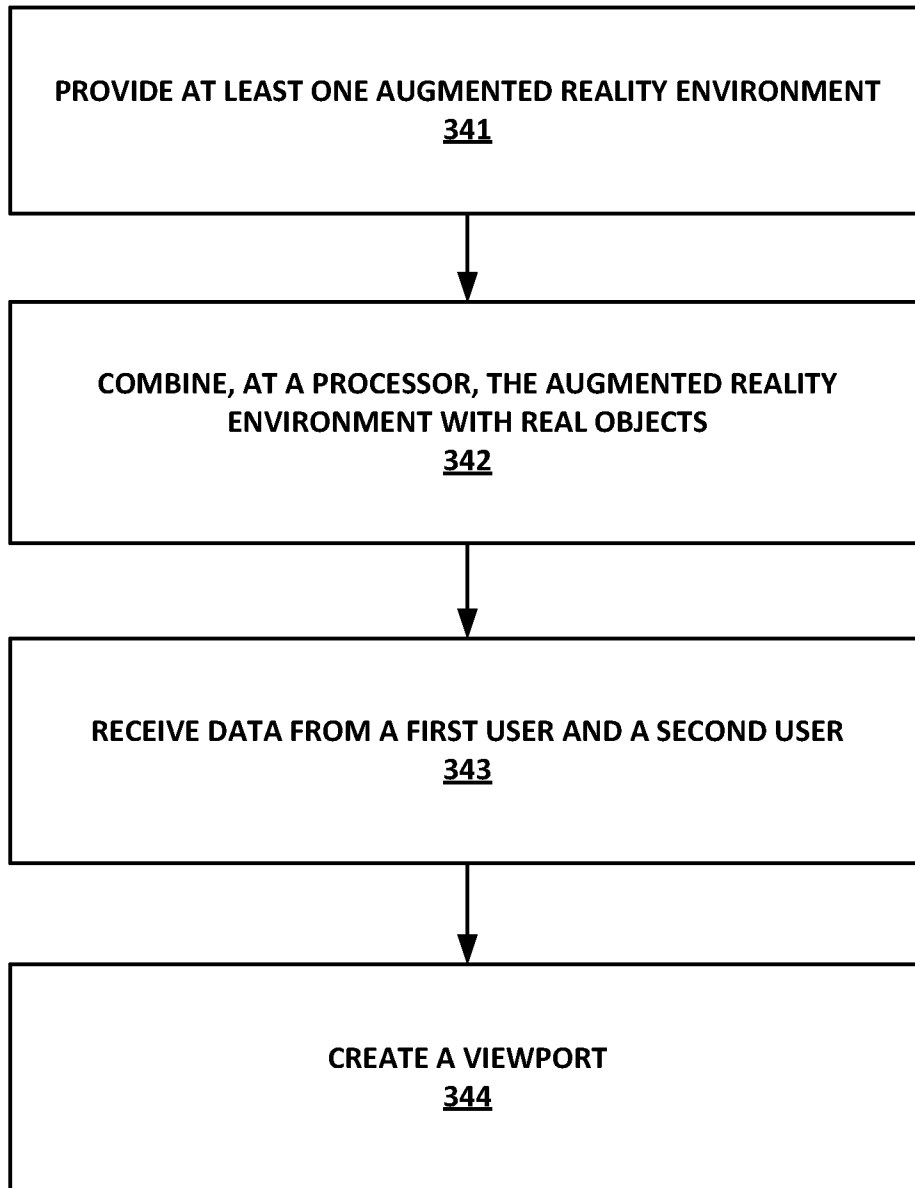 PROVIDE AT LEAST ONE AUGMENTED REALITY ENVIRONMENT
341
COMBINE, AT A PROCESSOR, THE AUGMENTED REALITY
ENVIRONMENT WITH REAL OBJECTS
342
RECEIVE DATA FROM A FIRST USER AND A SECOND USER
343
CREATE A VIEWPORT
344